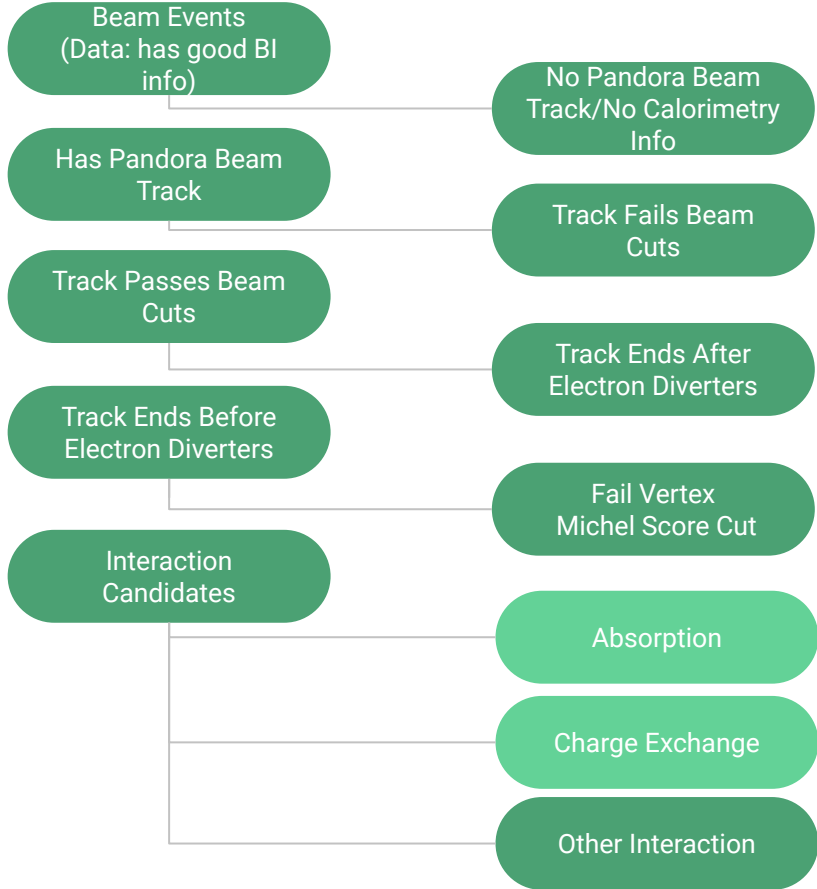 Beam Events
(Data: has good BI
info)
No Pandora Beam
Track/No Calorimetry
Info
Has Pandora Beam
Track
Track Fails Beam
Cuts
Track Passes Beam
Cuts
Track Ends After
Electron Diverters
Track Ends Before
Electron Diverters
Fail Vertex
Michel Score Cut
Interaction
Candidates
Absorption
Charge Exchange
Other Interaction